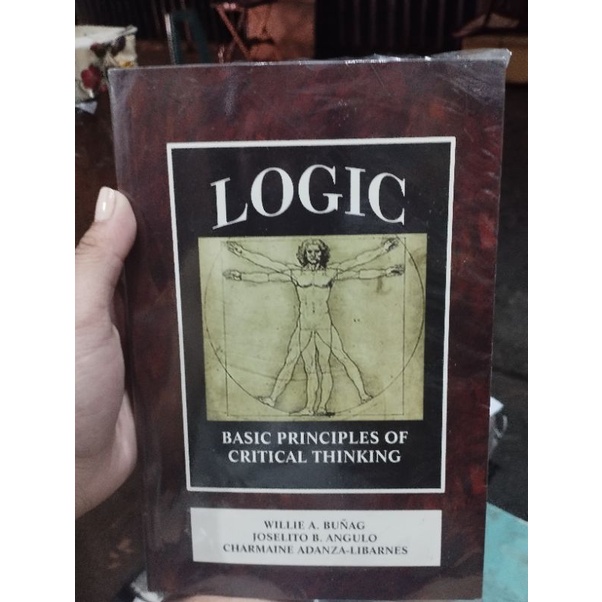 LOGIC
BASIC PRINCIPLES OF
CRITICAL THINKING
WILLIE A. BUÑAG
JOSELITO B. ANGULO
CHARMAINE ADANZA-LIBARNES